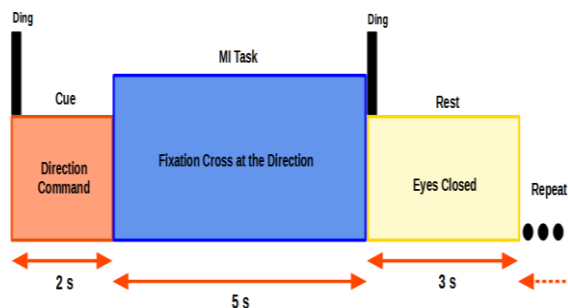 Ding
Ding
MI Task
Cue
Rest
Direction
Command
Fixation Cross at the Direction
Eyes Closed
Repeat
2 s
5 s
3 s